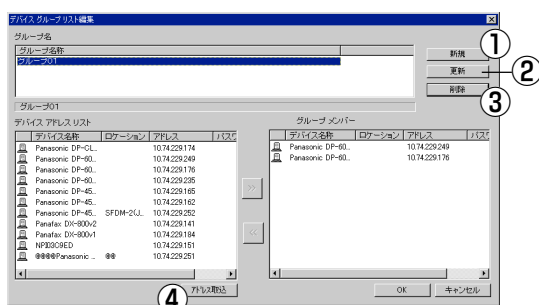 デバイス グループ リスト編集
グループ名
グループ名称
グループ01
新規 ①
更新 ②
削除 ③
グループ01
デバイス アドレス リスト
デバイス名称 ロケーション アドレス パスワ
Panasonic DP-CL... 10.74.229.174
Panasonic DP-60... 10.74.229.249
Panasonic DP-60... 10.74.229.176
Panasonic DP-60... 10.74.229.235
Panasonic DP-45... 10.74.229.165
Panasonic DP-45... 10.74.229.162
Panasonic DP-45... SFDM-2(J... 10.74.229.252
Panafax DX-800v2 10.74.229.141
Panafax DX-800v1 10.74.229.184
NPI03C9ED 10.74.229.151
@@@@Panasonic ... @@ 10.74.229.251
>>
<<
グループ メンバー
デバイス名称 ロケーション アドレス パスワ
Panasonic DP-60... 10.74.229.249
Panasonic DP-60... 10.74.229.176
④ アドレス取込
OK キャンセル